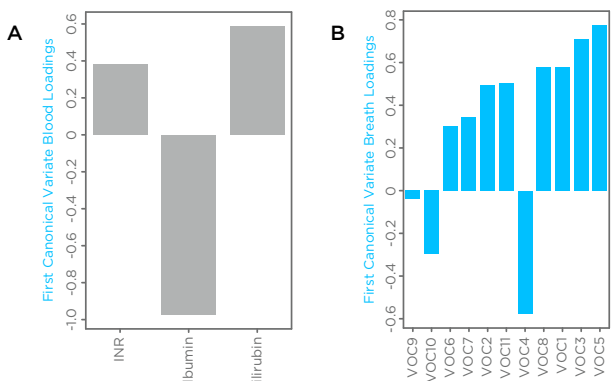 A
First Canonical Variate Blood Loadings
0.6
0.4
0.2
0
-0.2
-0.4
-0.6
-0.8
-1.0
INR
lbumin
ilirubin
B
First Canonical Variate Breath Loadings
0.8
0.6
0.4
0.2
0
-0.2
-0.4
-0.6
VOC9
VOC10
VOC6
VOC7
VOC2
VOC11
VOC4
VOC8
VOC1
VOC3
VOC5